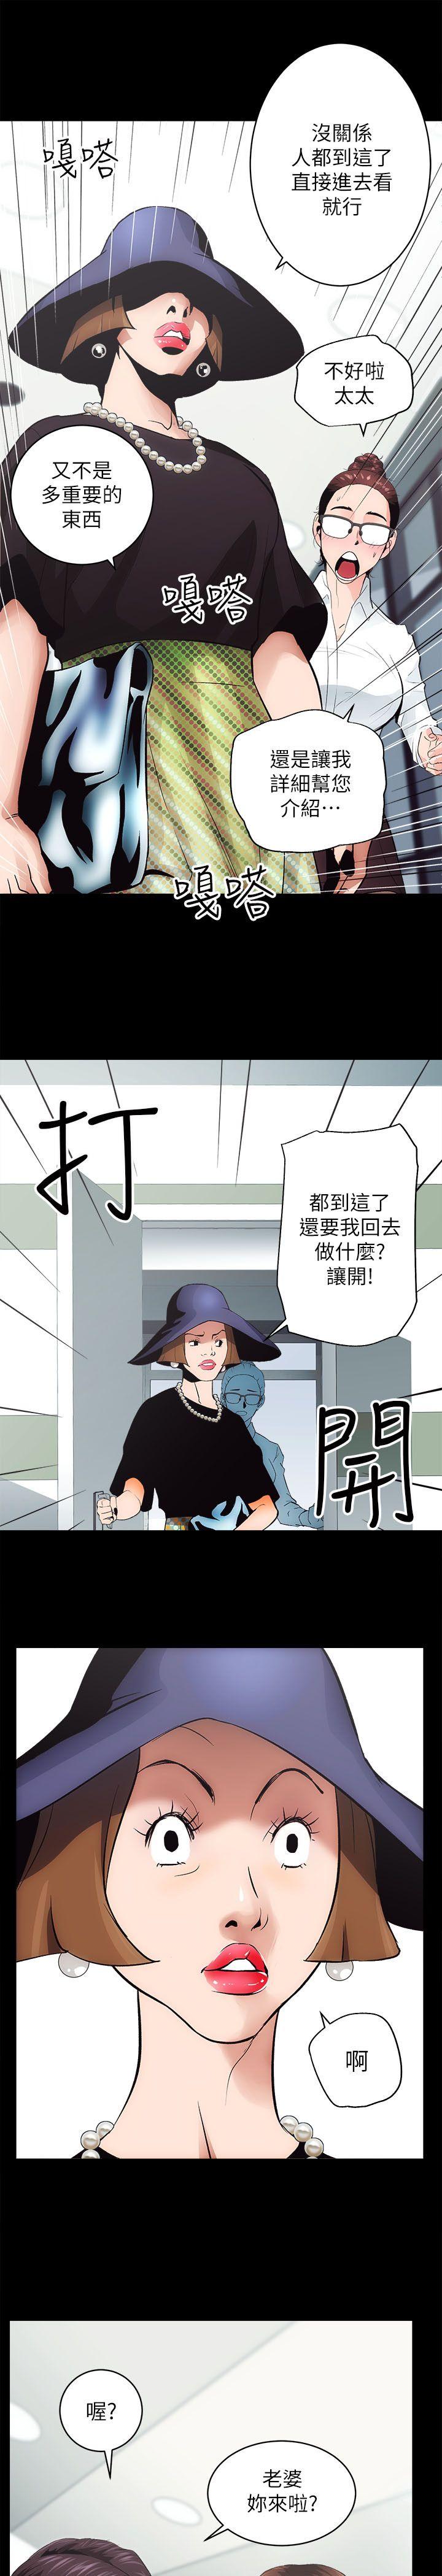 沒關係
人都到這了
直接進去看
就行
嘎嗒
不好啦
太太
又不是
多重要的
東西
嘎嗒
還是讓我
詳細幫您
介紹…
嘎嗒
打
都到這了
還要我回去
做什麼?
讓開!
開
啊
喔?
老婆
妳來啦?